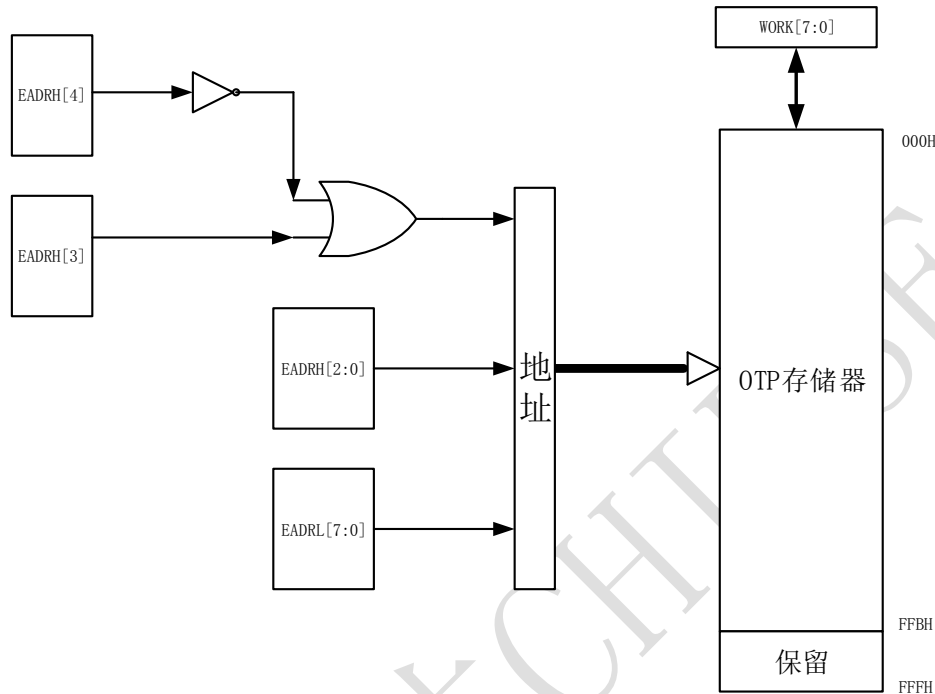 WORK[7:0]
000H
EADRH[4]
EADRH[3]
EADRH[2:0]
地址
OTP存储器
EADRL[7:0]
FFBH
保留
FFFH